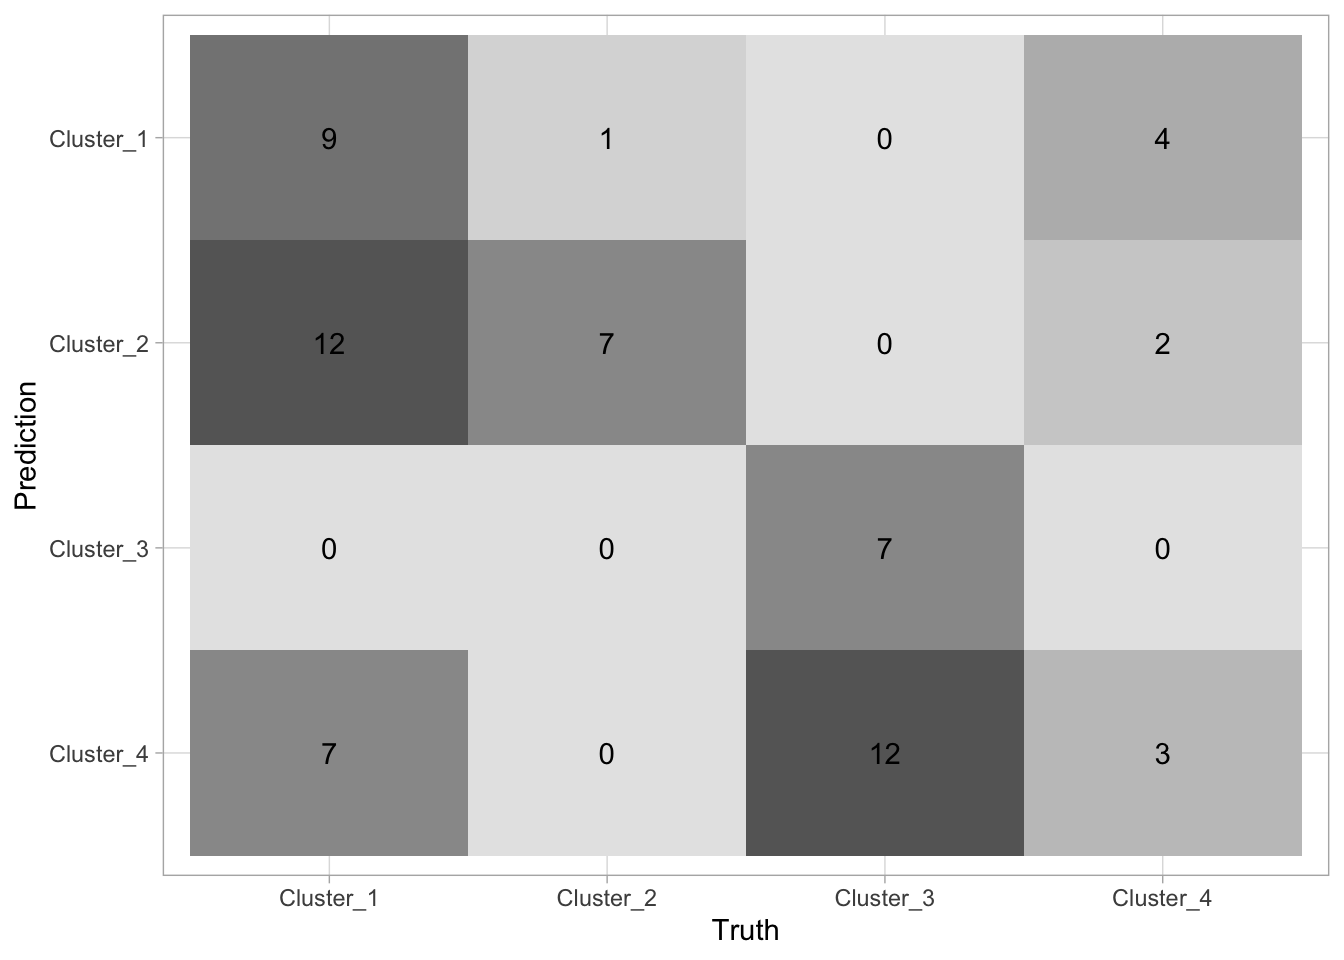 Cluster_1 9 1 0 4
Cluster_2 12 7 0 2
Cluster_3 0 0 7 0
Cluster_4 7 0 12 3
Prediction
Cluster_1 Cluster_2 Cluster_3 Cluster_4
Truth